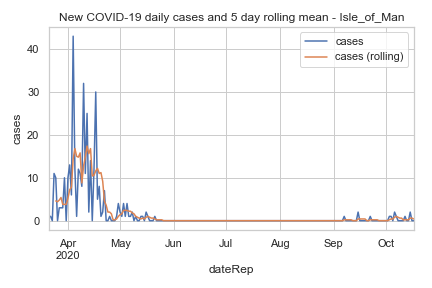 New COVID-19 daily cases and 5 day rolling mean - Isle_of_Man
cases
cases (rolling)
cases
40
30
20
10
0
Apr May Jun Jul Aug Sep Oct
2020
dateRep